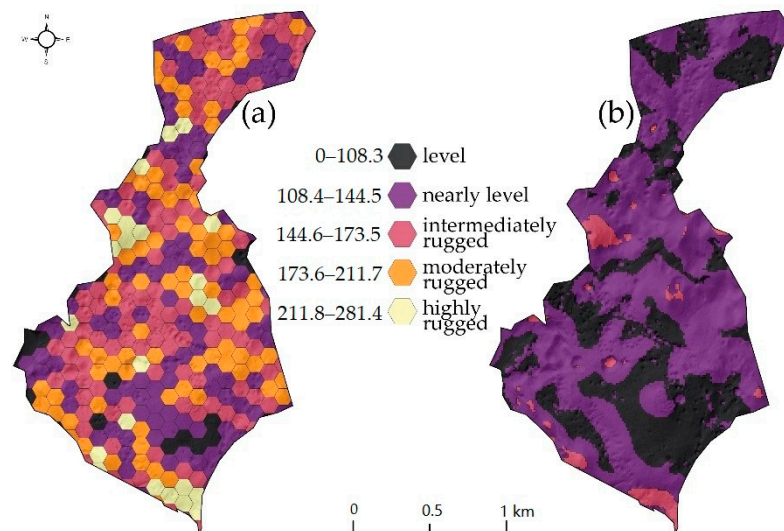 N
W E
S
(a)
(b)
0–108.3 level
108.4–144.5 nearly level
144.6–173.5 intermediately
rugged
173.6–211.7 moderately
rugged
211.8–281.4 highly
rugged
0 0.5 1 km